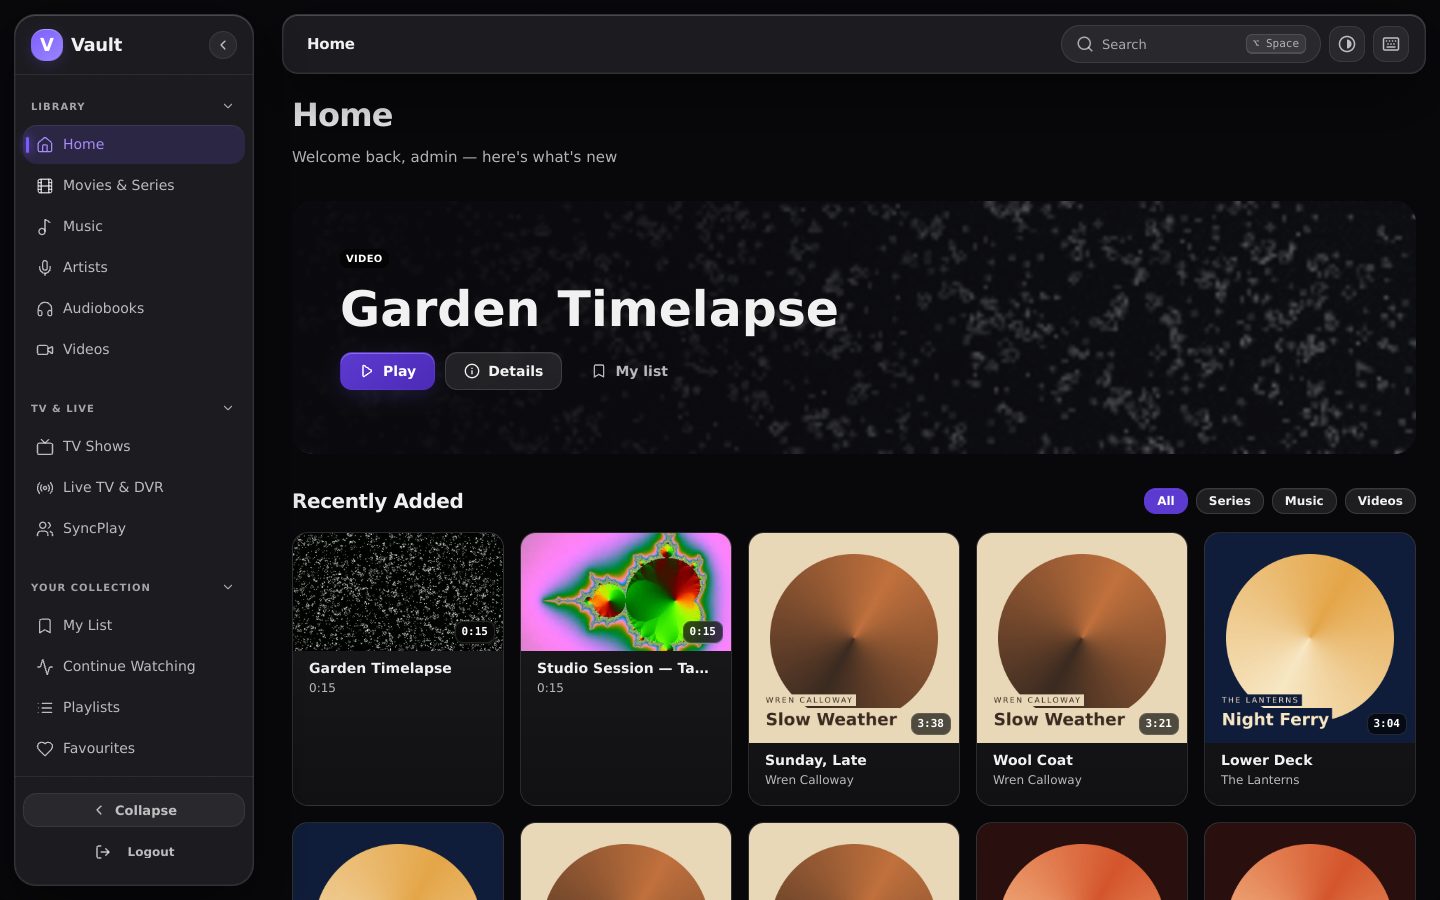 V Vault
LIBRARY
Home
Movies & Series
Music
Artists
Audiobooks
Videos
TV & LIVE
TV Shows
Live TV & DVR
SyncPlay
YOUR COLLECTION
My List
Continue Watching
Playlists
Favourites
Collapse
Logout
Home
Search
⌥ Space
Home
Welcome back, admin — here's what's new
VIDEO
Garden Timelapse
Play
Details
My list
Recently Added
All
Series
Music
Videos
0:15
Garden Timelapse
0:15
0:15
Studio Session — Ta…
0:15
WREN CALLOWAY
Slow Weather
3:38
Sunday, Late
Wren Calloway
WREN CALLOWAY
Slow Weather
3:21
Wool Coat
Wren Calloway
THE LANTERNS
Night Ferry
3:04
Lower Deck
The Lanterns